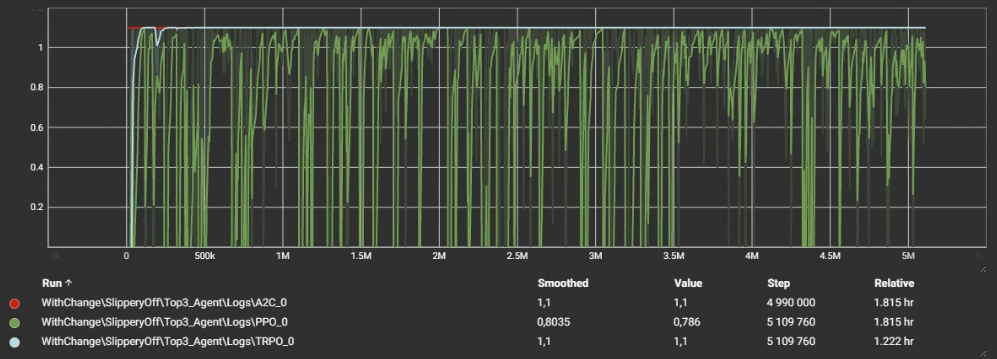 1
0.8
0.6
0.4
0.2
0 500k 1M 1.5M 2M 2.5M 3M 3.5M 4M 4.5M 5M
Run ↑ Smoothed Value Step Relative
WithChange\SlipperyOff\Top3_Agent\Logs\A2C_0 1,1 1,1 4 990 000 1.815 hr
WithChange\SlipperyOff\Top3_Agent\Logs\PPO_0 0,8035 0,786 5 109 760 1.815 hr
WithChange\SlipperyOff\Top3_Agent\Logs\TRPO_0 1,1 1,1 5 109 760 1.222 hr